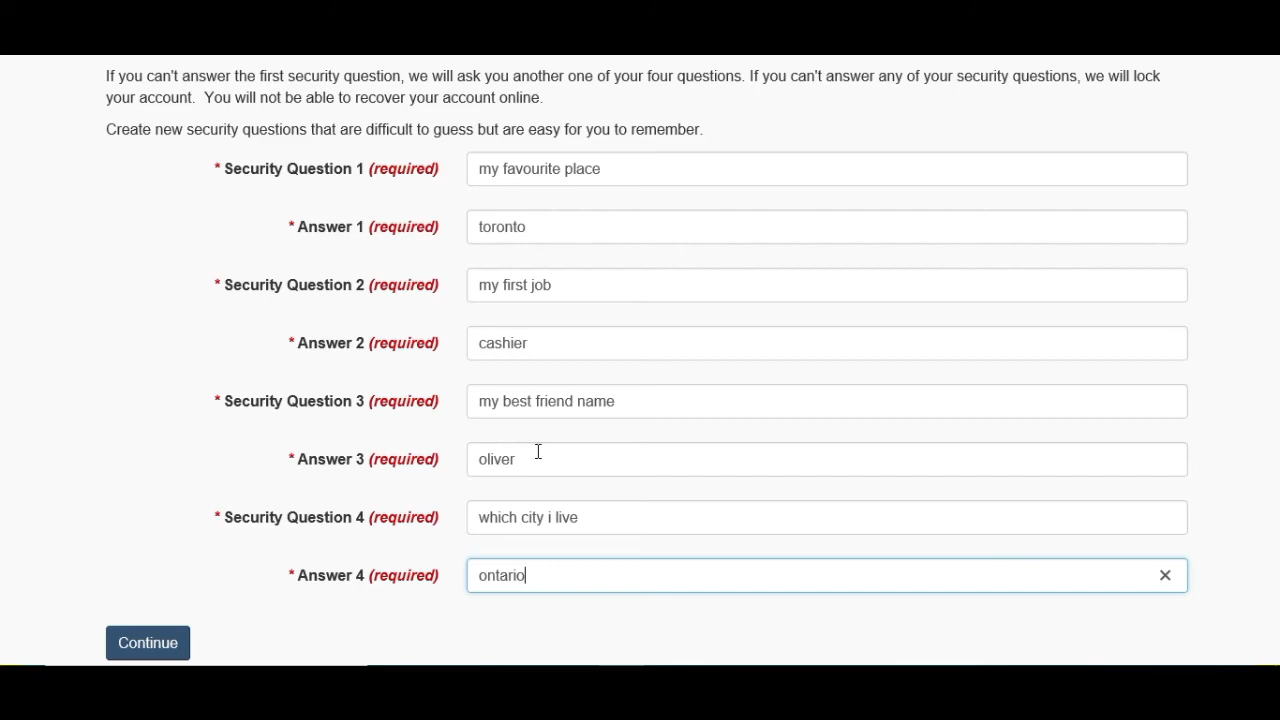 If you can't answer the first security question, we will ask you another one of your four questions. If you can't answer any of your security questions, we will lock
your account.  You will not be able to recover your account online.
Create new security questions that are difficult to guess but are easy for you to remember.
* Security Question 1 (required) my favourite place
* Answer 1 (required) toronto
* Security Question 2 (required) my first job
* Answer 2 (required) cashier
* Security Question 3 (required) my best friend name
* Answer 3 (required) oliver
* Security Question 4 (required) which city i live
* Answer 4 (required) ontario
Continue